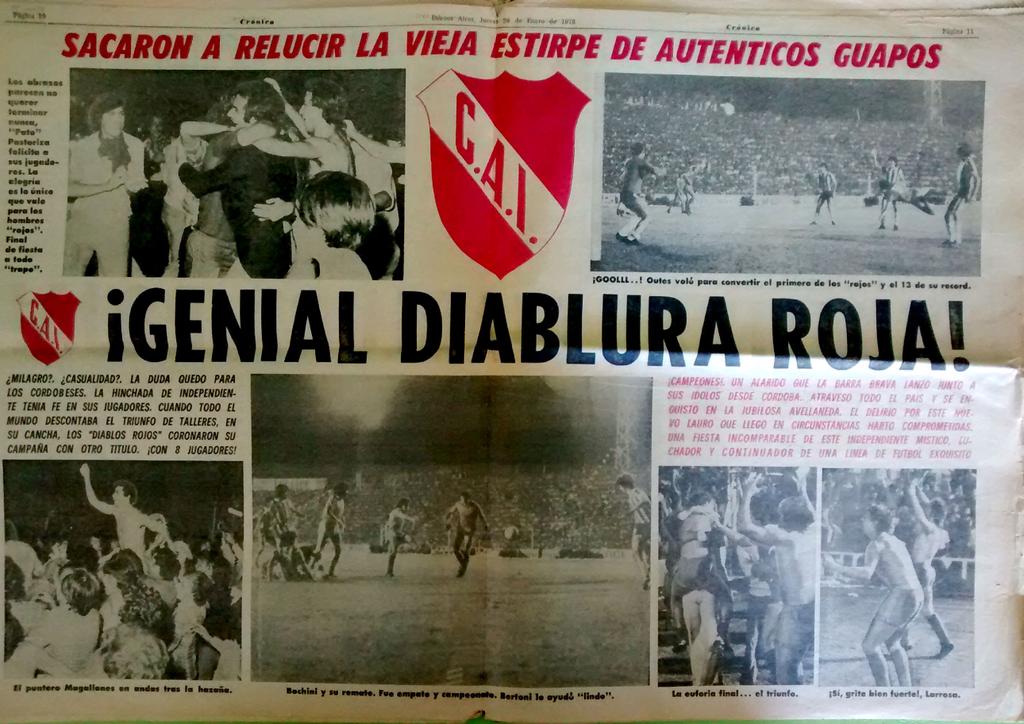 Página 10
Crónica
Buenos Aires, Jueves 26 de Enero de 1978
Crónica
Página 11
SACARON A RELUCIR LA VIEJA ESTIRPE DE AUTENTICOS GUAPOS
Los abrazos
parecen no
querer
terminar
nunca,
"Pato"
Pastoriza
felicita a
sus jugado-
res. La
alegría
es lo único
que vale
para los
hombres
"rojos".
Final
de fiesta
a todo
"trapo".
C.A.I.
¡GOOLLL..! Outes voló para convertir el primero de los "rojos" y el 13 de su record.
C.A.I.
¡GENIAL DIABLURA ROJA!
¿MILAGRO?. ¿CASUALIDAD?. LA DUDA QUEDO PARA
LOS CORDOBESES. LA HINCHADA DE INDEPENDIEN-
TE TENIA FE EN SUS JUGADORES. CUANDO TODO EL
MUNDO DESCONTABA EL TRIUNFO DE TALLERES, EN
SU CANCHA, LOS "DIABLOS ROJOS" CORONARON SU
CAMPAÑA CON OTRO TITULO. ¡CON 8 JUGADORES!
¡CAMPEONES!. UN ALARIDO QUE LA BARRA BRAVA LANZO JUNTO A
SUS IDOLOS DESDE CORDOBA. ATRAVESO TODO EL PAIS Y SE EN-
QUISTO EN LA JUBILOSA AVELLANEDA. EL DELIRIO POR ESTE NUE-
VO LAURO QUE LLEGO EN CIRCUNSTANCIAS HARTO COMPROMETIDAS.
UNA FIESTA INCOMPARABLE DE ESTE INDEPENDIENTE MISTICO, LU-
CHADOR Y CONTINUADOR DE UNA LINEA DE FUTBOL EXQUISITO
El puntero Magallanes en andas tras la hazaña.
Bochini y su remate. Fue empate y campeonato. Bertoni lo ayudó "lindo".
La euforia final... el triunfo.
¡Sí, grita bien fuerte!, Larrosa.